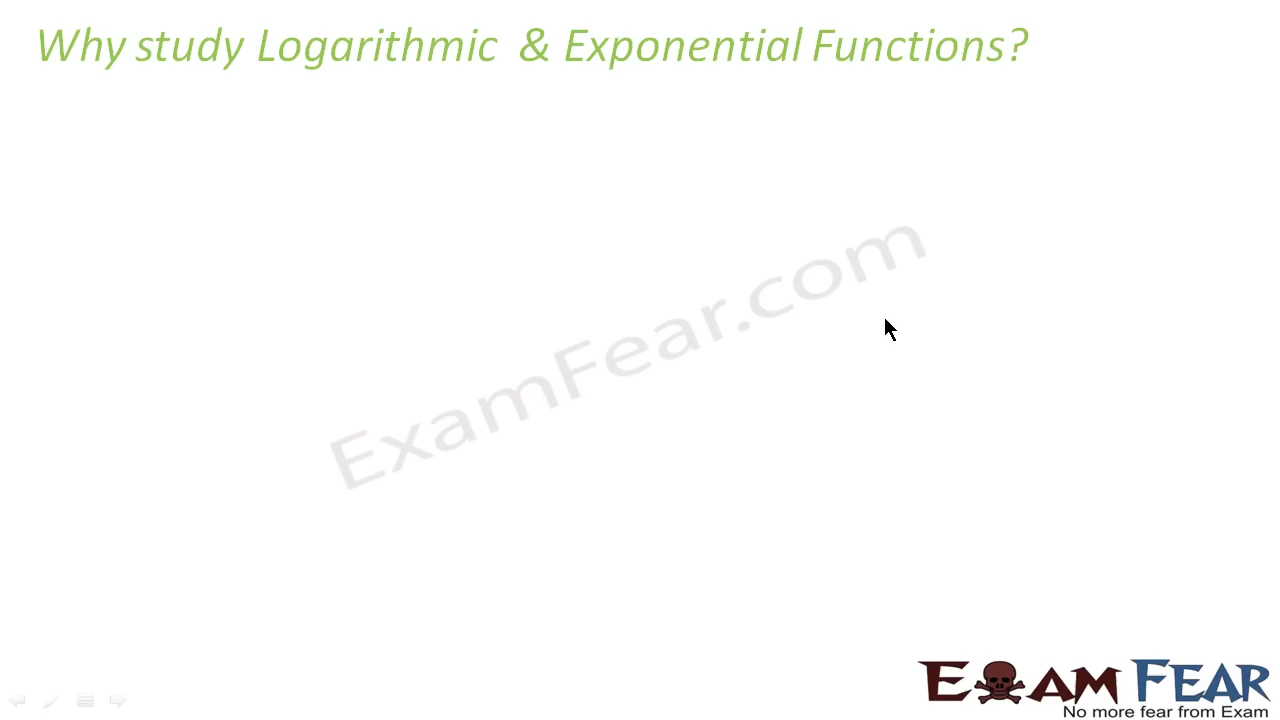 Why study Logarithmic & Exponential Functions?
ExamFear.com
EXAM FEAR
No more fear from Exam